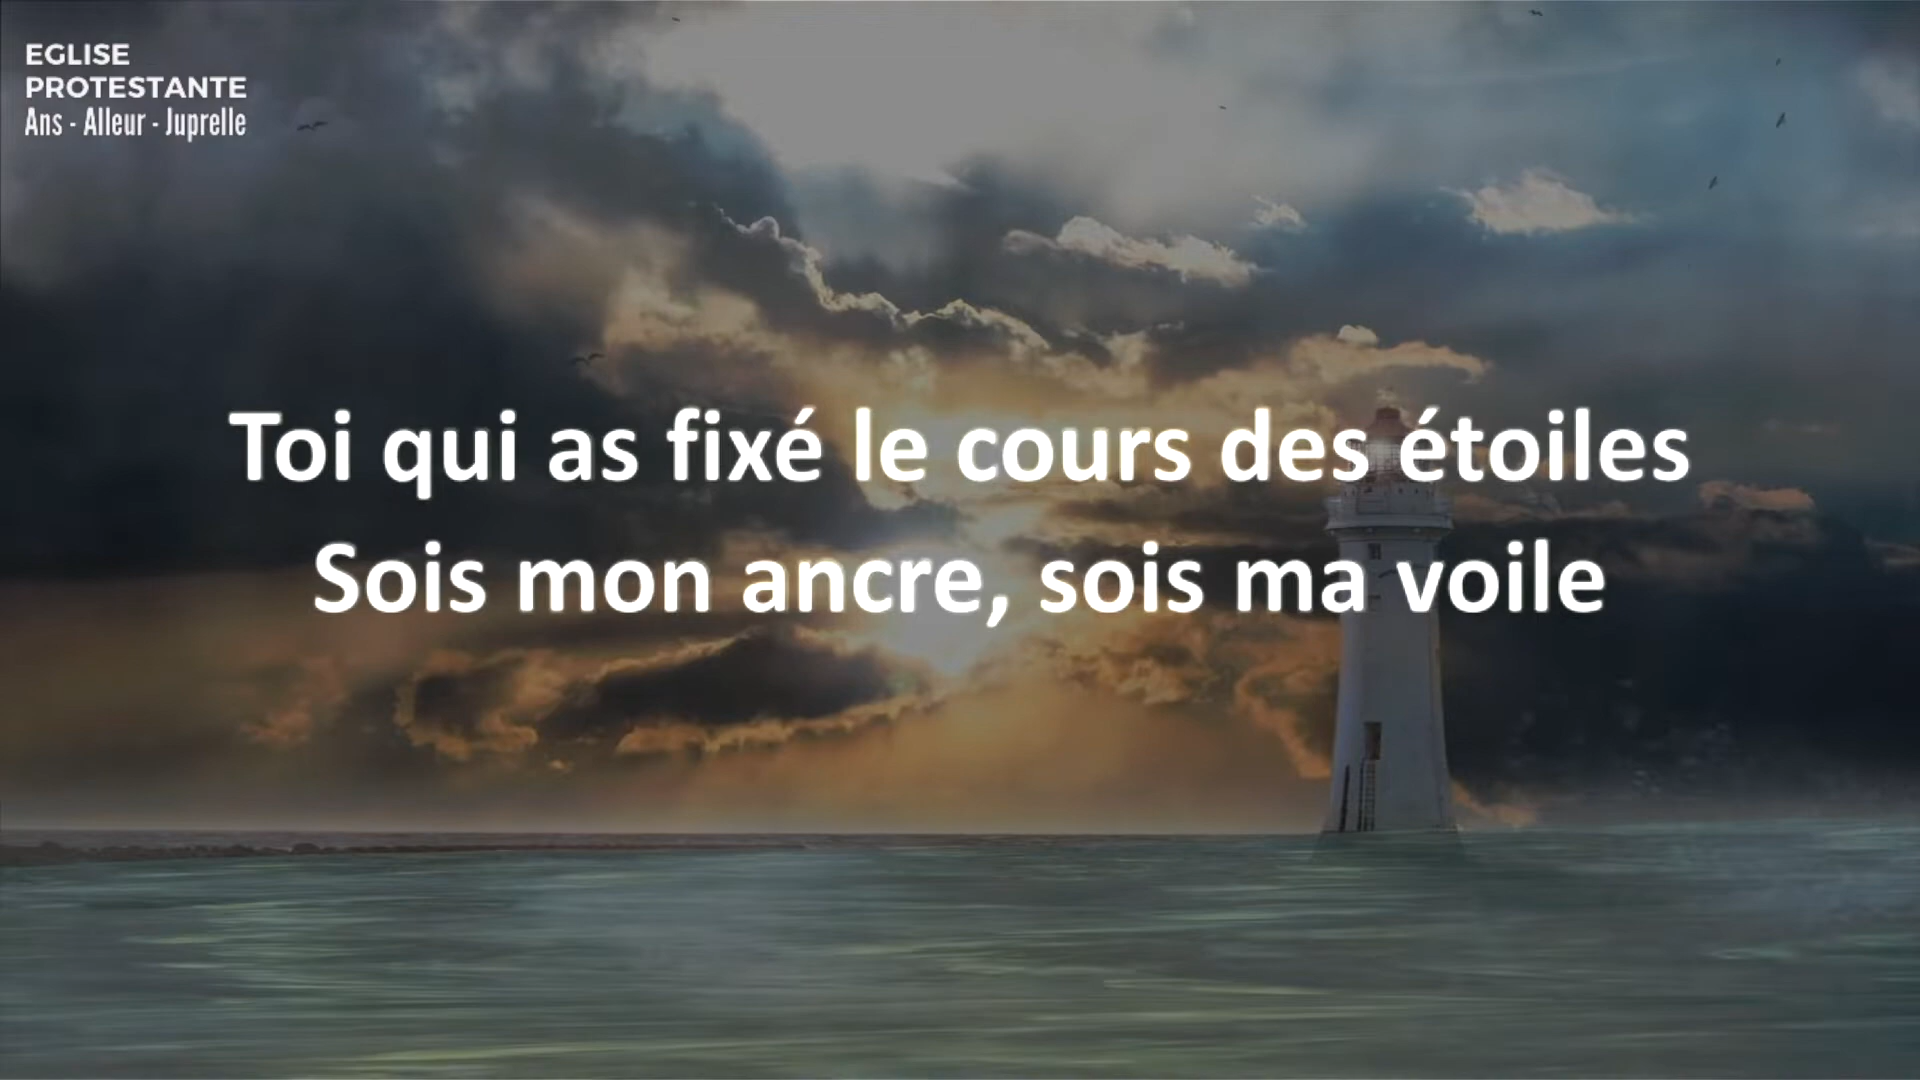 EGLISE
PROTESTANTE
Ans - Alleur - Juprelle
Toi qui as fixé le cours des étoiles
Sois mon ancre, sois ma voile